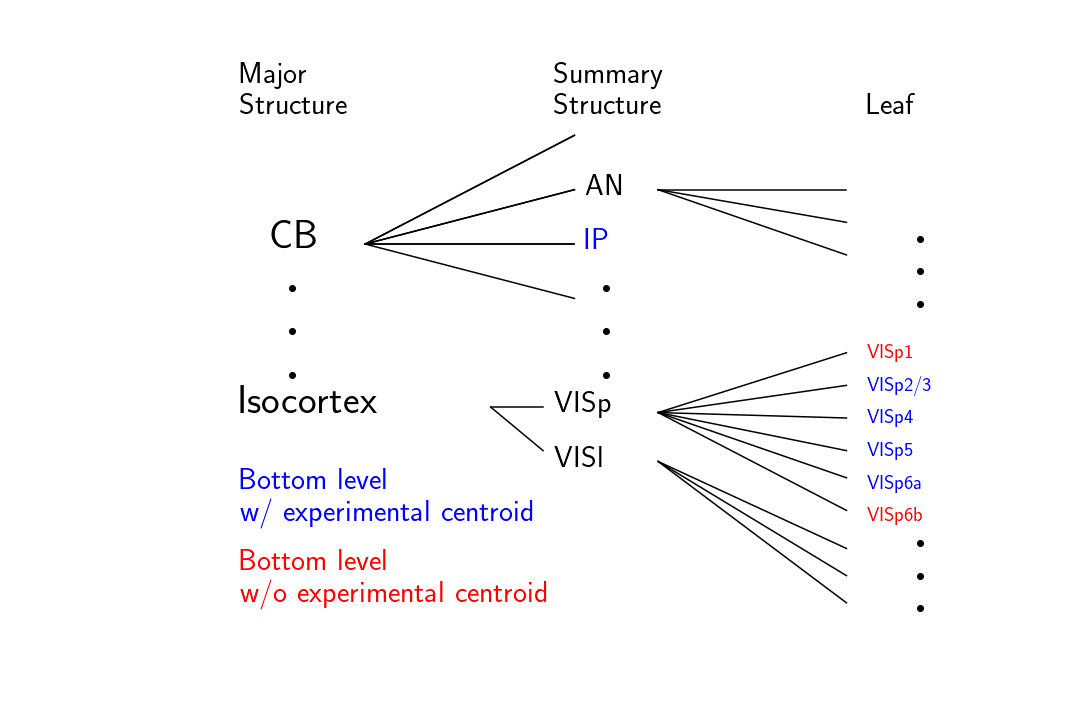 Major
Structure
Summary
Structure
Leaf
CB
AN
IP
Isocortex
VISp
VISl
VISp1
VISp2/3
VISp4
VISp5
VISp6a
VISp6b
Bottom level
w/ experimental centroid
Bottom level
w/o experimental centroid